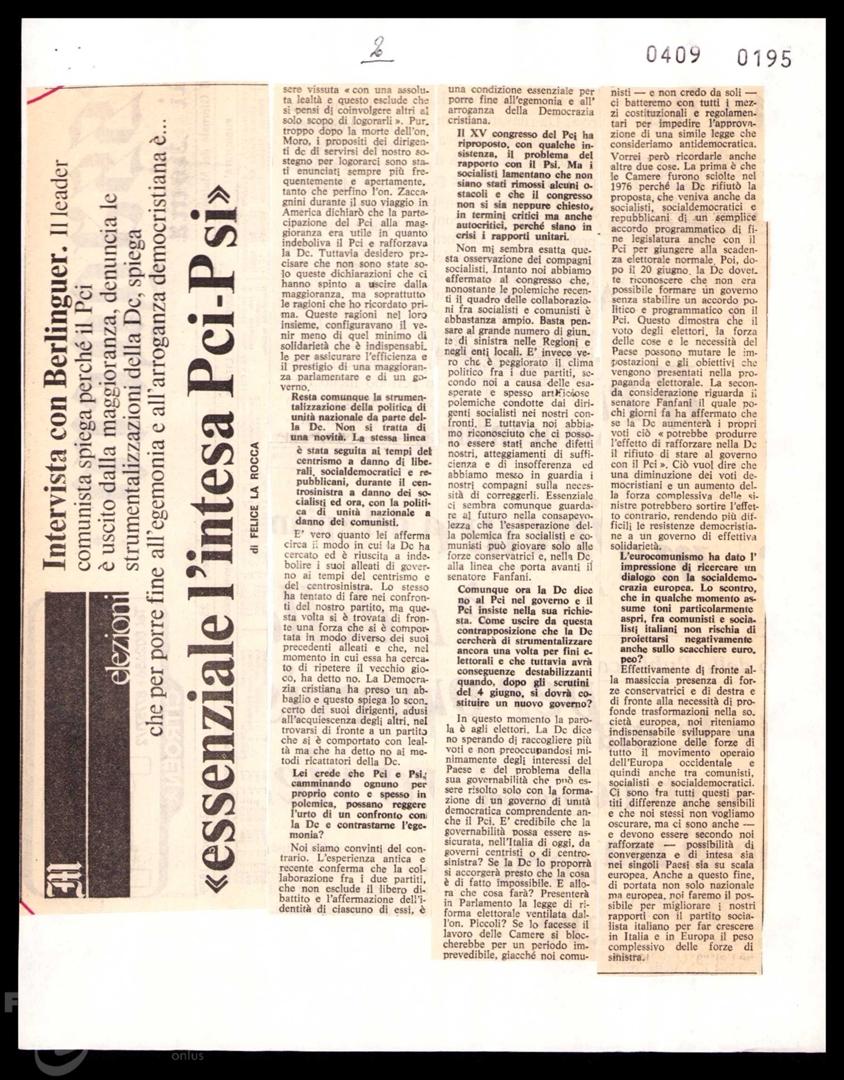 2
0409 0195
M
elezioni
Intervista con Berlinguer. Il leader
comunista spiega perché il Pci
è uscito dalla maggioranza, denuncia le
strumentalizzazioni della Dc, spiega
che per porre fine all'egemonia e all'arroganza democristiana è...
«essenziale l'intesa Pci-Psi»
di FELICE LA ROCCA
sere vissuta « con una assolu-
ta lealtà e questo esclude che
si pensi di coinvolgere altri al
solo scopo di logorarli ». Pur-
troppo dopo la morte dell'on.
Moro, i propositi dei dirigen-
ti dc di servirsi del nostro so-
stegno per logorarci sono sta-
ti enunciati sempre più fre-
quentemente e apertamente,
tanto che perfino l'on. Zacca-
gnini durante il suo viaggio in
America dichiarò che la parte-
cipazione del Pci alla mag-
gioranza era utile in quanto
indeboliva il Pci e rafforzava
la Dc. Tuttavia desidero pre-
cisare che non sono state so-
lo queste dichiarazioni che ci
hanno spinto a uscire dalla
maggioranza, ma soprattutto
le ragioni che ho ricordato pri-
ma. Queste ragioni nel loro
insieme, configuravano il ve-
nir meno di quel minimo di
solidarietà che è indispensabi-
le per assicurare l'efficienza e
il prestigio di una maggioran-
za parlamentare e di un go-
verno.
Resta comunque la strumen-
talizzazione della politica di
unità nazionale da parte del-
la Dc. Non si tratta di
una novità. La stessa linea
è stata seguita ai tempi del
centrismo a danno di libe-
rali, socialdemocratici e re-
pubblicani, durante il cen-
trosinistra a danno dei so-
cialisti ed ora, con la politi-
ca di unità nazionale a
danno dei comunisti.
E' vero quanto lei afferma
circa il modo in cui la Dc ha
cercato ed è riuscita a inde-
bolire i suoi alleati di gover-
no ai tempi del centrismo e
del centrosinistra. Lo stesso
ha tentato di fare nei confron-
ti del nostro partito, ma que-
sta volta si è trovata di fron-
te una forza che si è compor-
tata in modo diverso dei suoi
precedenti alleati e che, nel
momento in cui essa ha cerca-
to di ripetere il vecchio gio-
co, ha detto no. La Democra-
zia cristiana ha preso un ab-
baglio e questo spiega lo scon-
certo dei suoi dirigenti, adusi
all'acquiescenza degli altri, nel
trovarsi di fronte a un partito
che si è comportato con leal-
tà ma che ha detto no ai me-
todi ricattatori della Dc.
Lei crede che Pci e Psi,
camminando ognuno per
proprio conto e spesso in
polemica, possano reggere
l'urto di un confronto con
la Dc e contrastarne l'ege-
monia?
Noi siamo convinti del con-
trario. L'esperienza antica e
recente conferma che la col-
laborazione fra i due partiti,
che non esclude il libero di-
battito e l'affermazione dell'i-
dentità di ciascuno di essi, è
una condizione essenziale per
porre fine all'egemonia e all'
arroganza della Democrazia
cristiana.
Il XV congresso del Pci ha
riproposto, con qualche in-
sistenza, il problema del
rapporto con il Psi. Ma i
socialisti lamentano che non
siano stati rimossi alcuni o-
stacoli e che il congresso
non si sia neppure chiesto,
in termini critici ma anche
autocritici, perché siano in
crisi i rapporti unitari.
Non mi sembra esatta que-
sta osservazione dei compagni
socialisti. Intanto noi abbiamo
affermato al congresso che,
nonostante le polemiche recen-
ti il quadro delle collaborazio-
ni fra socialisti e comunisti è
abbastanza ampio. Basta pen-
sare al grande numero di giun-
te di sinistra nelle Regioni e
negli enti locali. E' invece ve-
ro che è peggiorato il clima
politico fra i due partiti, se-
condo noi a causa delle esa-
sperate e spesso artificiose
polemiche condotte dai diri-
genti socialisti nei nostri con-
fronti. E tuttavia noi abbia-
mo riconosciuto che ci posso-
no essere stati anche difetti
nostri, atteggiamenti di suffi-
cienza e di insofferenza ed
abbiamo messo in guardia i
nostri compagni sulla neces-
sità di correggerli. Essenziale
ci sembra comunque guarda-
re al futuro nella consapevo-
lezza che l'esasperazione del-
la polemica fra socialisti e co-
munisti può giovare solo alle
forze conservatrici e, nella Dc
alla linea che porta avanti il
senatore Fanfani.
Comunque ora la Dc dice
no al Pci nel governo e il
Pci insiste nella sua richie-
sta. Come uscire da questa
contrapposizione che la Dc
cercherà di strumentalizzare
ancora una volta per fini e-
lettorali e che tuttavia avrà
conseguenze destabilizzanti
quando, dopo gli scrutini
del 4 giugno, si dovrà co-
stituire un nuovo governo?
In questo momento la paro-
la è agli elettori. La Dc dice
no sperando di raccogliere più
voti e non preoccupandosi mi-
nimamente degli interessi del
Paese e del problema della
sua governabilità che può es-
sere risolto solo con la forma-
zione di un governo di unità
democratica comprendente an-
che il Pci. E' credibile che la
governabilità possa essere as-
sicurata, nell'Italia di oggi, da
governi centristi o di centro-
sinistra? Se la Dc lo proporrà
si accorgerà presto che la cosa
è di fatto impossibile. E allo-
ra che cosa farà? Presenterà
in Parlamento la legge di ri-
forma elettorale ventilata dal-
l'on. Piccoli? Se lo facesse il
lavoro delle Camere si bloc-
cherebbe per un periodo im-
prevedibile, giacché noi comu-
nisti — e non credo da soli —
ci batteremo con tutti i mez-
zi costituzionali e regolamen-
tari per impedire l'approva-
zione di una simile legge che
consideriamo antidemocratica.
Vorrei però ricordarle anche
altre due cose. La prima è che
le Camere furono sciolte nel
1976 perché la Dc rifiutò la
proposta, che veniva anche da
socialisti, socialdemocratici e
repubblicani di un semplice
accordo programmatico di fi-
ne legislatura anche con il
Pci per giungere alla scaden-
za elettorale normale. Poi, do-
po il 20 giugno, la Dc dovet-
te riconoscere che non era
possibile formare un governo
senza stabilire un accordo po-
litico e programmatico con il
Pci. Questo dimostra che il
voto degli elettori, la forza
delle cose e le necessità del
Paese possono mutare le im-
postazioni e gli obiettivi che
vengono presentati nella pro-
paganda elettorale. La secon-
da considerazione riguarda il
senatore Fanfani il quale po-
chi giorni fa ha affermato che
se la Dc aumenterà i propri
voti ciò « potrebbe produrre
l'effetto di rafforzare nella Dc
il rifiuto di stare al governo
con il Pci ». Ciò vuol dire che
una diminuzione dei voti de-
mocristiani e un aumento del-
la forza complessiva delle si-
nistre potrebbero sortire l'effet-
to contrario, rendendo più dif-
ficili le resistenze democristia-
ne a un governo di effettiva
solidarietà.
L'eurocomunismo ha dato l'
impressione di ricercare un
dialogo con la socialdemo-
crazia europea. Lo scontro,
che in qualche momento as-
sume toni particolarmente
aspri, fra comunisti e socia-
listi italiani non rischia di
proiettarsi negativamente
anche sullo scacchiere euro-
peo?
Effettivamente di fronte al-
la massiccia presenza di for-
ze conservatrici e di destra e
di fronte alla necessità di pro-
fonde trasformazioni nella so-
cietà europea, noi riteniamo
indispensabile sviluppare una
collaborazione delle forze di
tutto il movimento operaio
dell'Europa occidentale e
quindi anche tra comunisti,
socialisti e socialdemocratici.
Ci sono fra tutti questi par-
titi differenze anche sensibili
e che noi stessi non vogliamo
oscurare, ma ci sono anche —
e devono essere secondo noi
rafforzate — possibilità di
convergenza e di intesa sia
nei singoli Paesi sia su scala
europea. Anche a questo fine,
di portata non solo nazionale
ma europea, noi faremo il pos-
sibile per migliorare i nostri
rapporti con il partito socia-
lista italiano per far crescere
in Italia e in Europa il peso
complessivo delle forze di
sinistra.
onlus